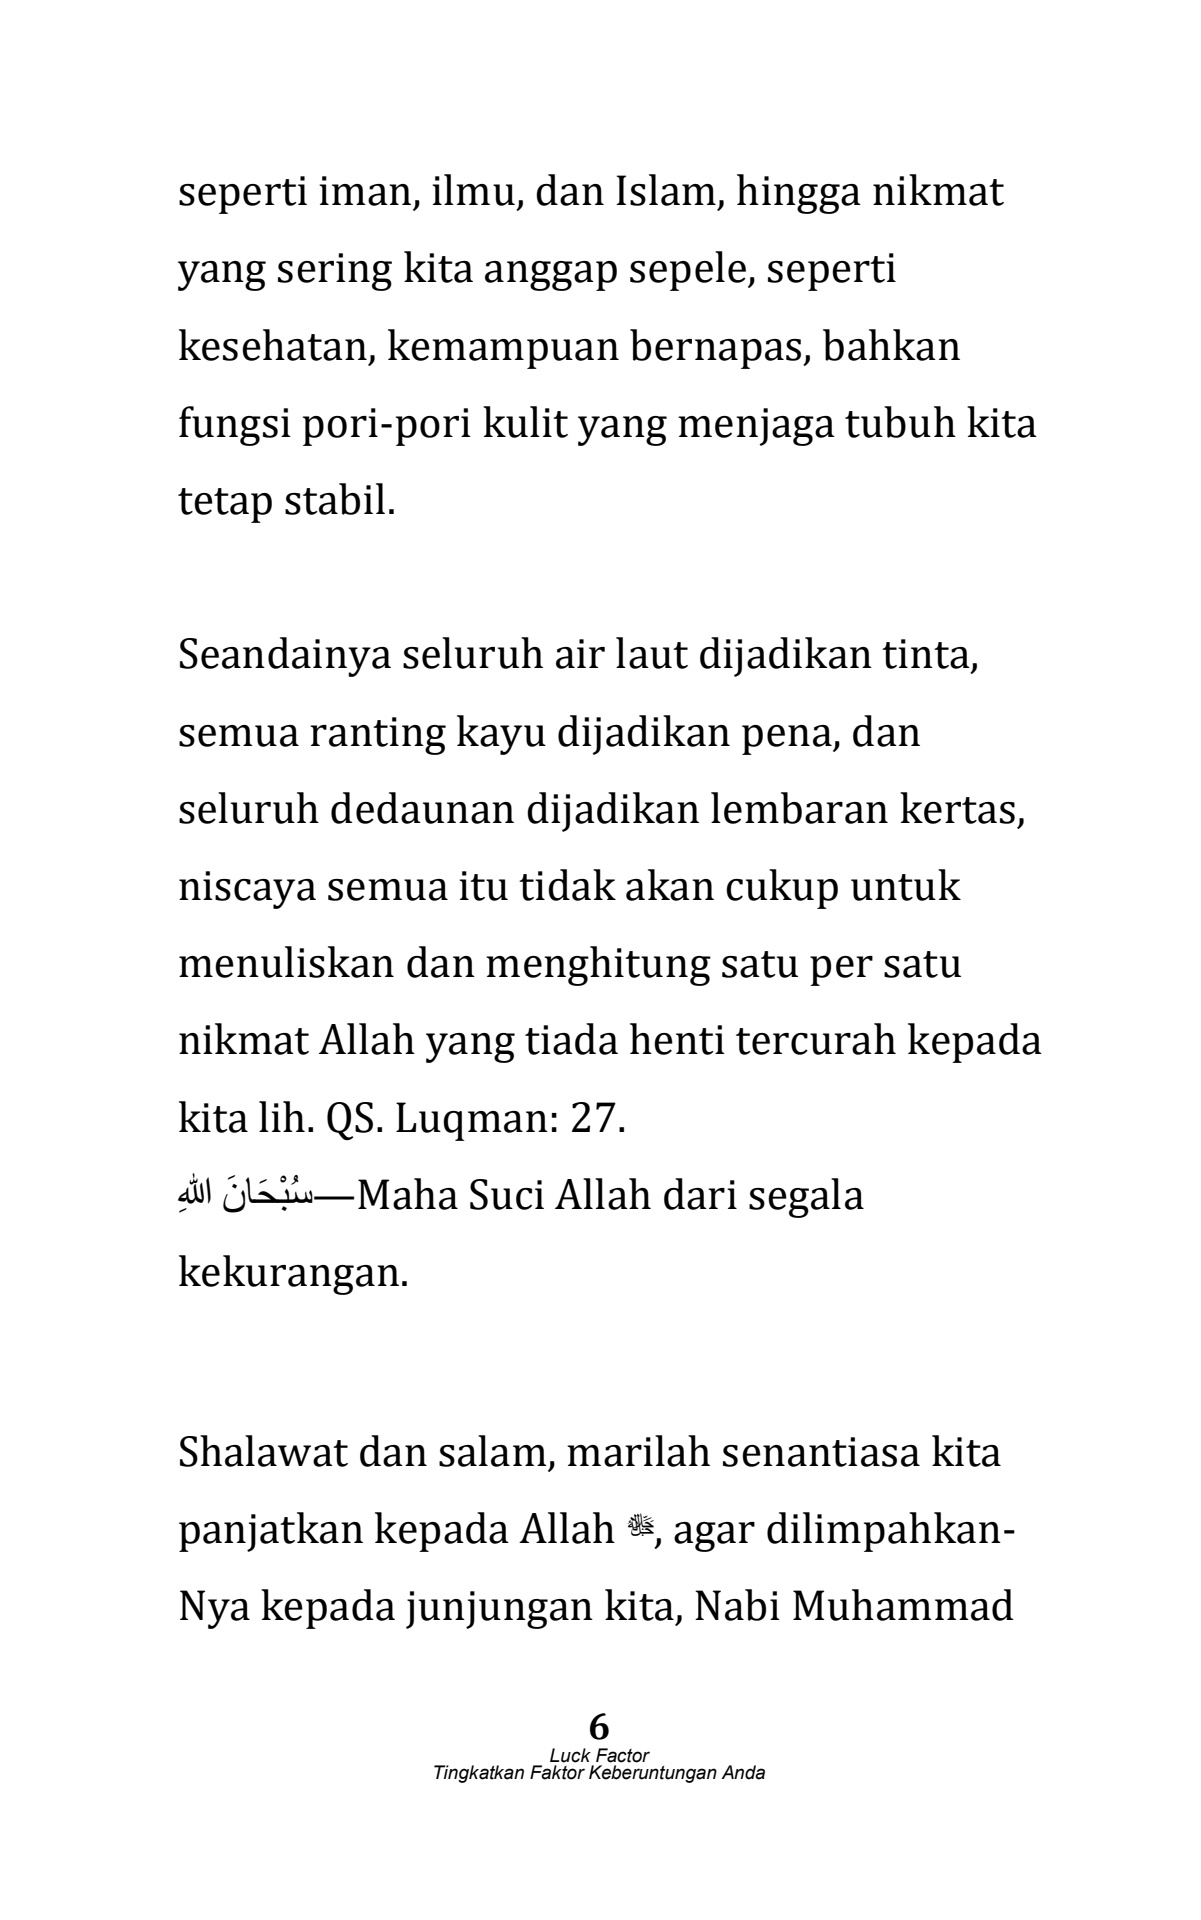 seperti iman, ilmu, dan Islam, hingga nikmat
yang sering kita anggap sepele, seperti
kesehatan, kemampuan bernapas, bahkan
fungsi pori-pori kulit yang menjaga tubuh kita
tetap stabil.
Seandainya seluruh air laut dijadikan tinta,
semua ranting kayu dijadikan pena, dan
seluruh dedaunan dijadikan lembaran kertas,
niscaya semua itu tidak akan cukup untuk
menuliskan dan menghitung satu per satu
nikmat Allah yang tiada henti tercurah kepada
kita lih. QS. Luqman: 27.
سُبْحَانَ اللهِ—Maha Suci Allah dari segala
kekurangan.
Shalawat dan salam, marilah senantiasa kita
panjatkan kepada Allah ﷻ, agar dilimpahkan-
Nya kepada junjungan kita, Nabi Muhammad
6
Luck Factor
Tingkatkan Faktor Keberuntungan Anda